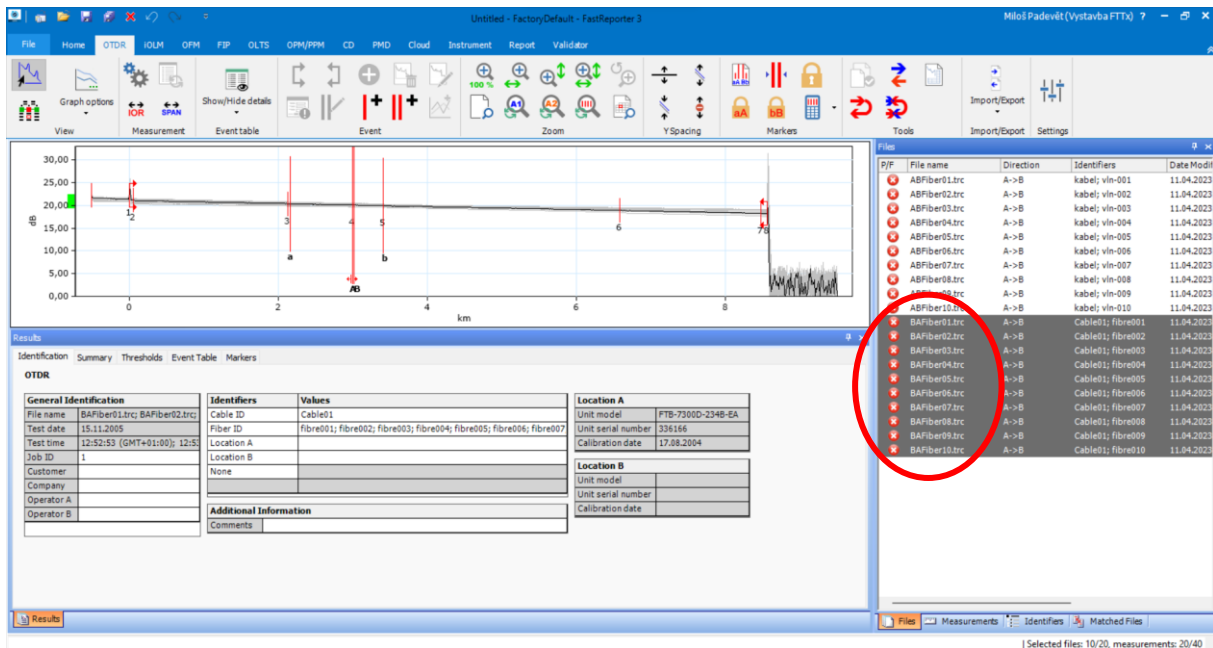 Untitled - FactoryDefault - FastReporter 3
Miloš Padevět (Vystavba FTTx) ?
File Home OTDR iOLM OFM FIP OLTS OPM/PPM CD PMD Cloud Instrument Report Validator
Graph options
IOR
SPAN
Show/Hide details
100 %
Import/Export
View Measurement Event table Event Zoom Y Spacing Markers Tools Import/Export Settings
30,00
25,00
20,00
15,00
10,00
5,00
0,00
dB
1 2 3 4 5 6 7 8
a b
AB
0 2 4 6 8
km
Files
P/F File name Direction Identifiers Date Modif
ABFiber01.trc A->B kabel; vln-001 11.04.2023
ABFiber02.trc A->B kabel; vln-002 11.04.2023
ABFiber03.trc A->B kabel; vln-003 11.04.2023
ABFiber04.trc A->B kabel; vln-004 11.04.2023
ABFiber05.trc A->B kabel; vln-005 11.04.2023
ABFiber06.trc A->B kabel; vln-006 11.04.2023
ABFiber07.trc A->B kabel; vln-007 11.04.2023
ABFiber08.trc A->B kabel; vln-008 11.04.2023
ABFiber09.trc A->B kabel; vln-009 11.04.2023
ABFiber10.trc A->B kabel; vln-010 11.04.2023
BAFiber01.trc A->B Cable01; fibre001 11.04.2023
BAFiber02.trc A->B Cable01; fibre002 11.04.2023
BAFiber03.trc A->B Cable01; fibre003 11.04.2023
BAFiber04.trc A->B Cable01; fibre004 11.04.2023
BAFiber05.trc A->B Cable01; fibre005 11.04.2023
BAFiber06.trc A->B Cable01; fibre006 11.04.2023
BAFiber07.trc A->B Cable01; fibre007 11.04.2023
BAFiber08.trc A->B Cable01; fibre008 11.04.2023
BAFiber09.trc A->B Cable01; fibre009 11.04.2023
BAFiber10.trc A->B Cable01; fibre010 11.04.2023
Results
Identification Summary Thresholds Event Table Markers
OTDR
General Identification
File name BAFiber01.trc; BAFiber02.trc;
Test date 15.11.2005
Test time 12:52:53 (GMT+01:00); 12:53
Job ID 1
Customer
Company
Operator A
Operator B
Identifiers Values
Cable ID Cable01
Fiber ID fibre001; fibre002; fibre003; fibre004; fibre005; fibre006; fibre007
Location A
Location B
None
Additional Information
Comments
Location A
Unit model FTB-7300D-234B-EA
Unit serial number 336166
Calibration date 17.08.2004
Location B
Unit model
Unit serial number
Calibration date
Results
Files Measurements Identifiers Matched Files
Selected files: 10/20, measurements: 20/40